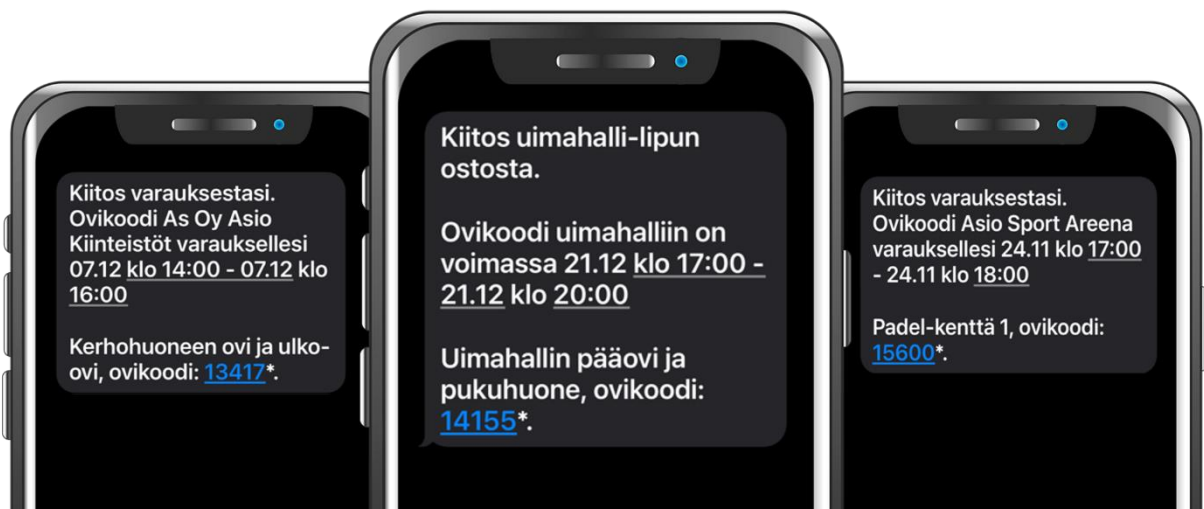 Kiitos varauksestasi.
Ovikoodi As Oy Asio
Kiinteistöt varauksellesi
07.12 klo 14:00 - 07.12 klo
16:00
Kerhohuoneen ovi ja ulko-
ovi, ovikoodi: 13417*.
Kiitos uimahalli-lipun
ostosta.
Ovikoodi uimahalliin on
voimassa 21.12 klo 17:00 -
21.12 klo 20:00
Uimahallin pääovi ja
pukuhuone, ovikoodi:
14155*.
Kiitos varauksestasi.
Ovikoodi Asio Sport Areena
varauksellesi 24.11 klo 17:00
- 24.11 klo 18:00
Padel-kenttä 1, ovikoodi:
15600*.